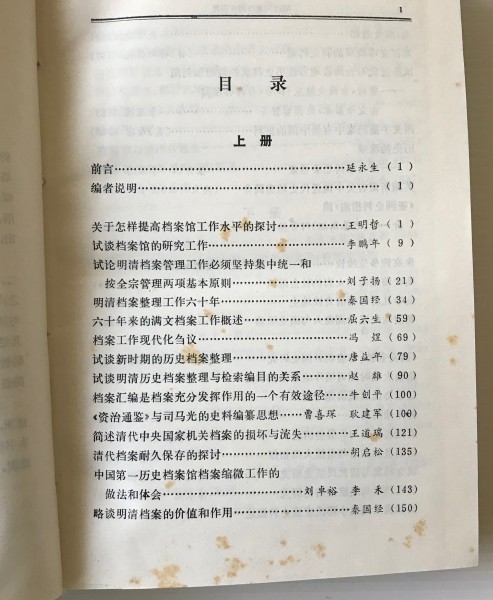 1
目 录
上 册
前言……………………………………延永生（1）
编者说明……………………………………（1）
关于怎样提高档案馆工作水平的探讨…………王明哲（1）
试谈档案馆的研究工作……………………李鹏年（9）
试论明清档案管理工作必须坚持集中统一和
按全宗管理两项基本原则………………刘子扬（21）
明清档案整理工作六十年…………………秦国经（34）
六十年来的满文档案工作概述……………屈六生（59）
档案工作现代化刍议………………………冯 煜（69）
试谈新时期的历史档案整理………………唐益年（79）
试谈明清历史档案整理与检索编目的关系……赵 雄（90）
档案汇编是档案充分发挥作用的一个有效途径…牛创平（100）
《资治通鉴》与司马光的史料编纂思想……曹喜琛 耿建军（106）
简述清代中央国家机关档案的损坏与流失……王道瑞（121）
清代档案耐久保存的探讨…………………胡启松（135）
中国第一历史档案馆档案缩微工作的
做法和体会…………………刘卓裕 李 禾（143）
略谈明清档案的价值和作用………………秦国经（150）